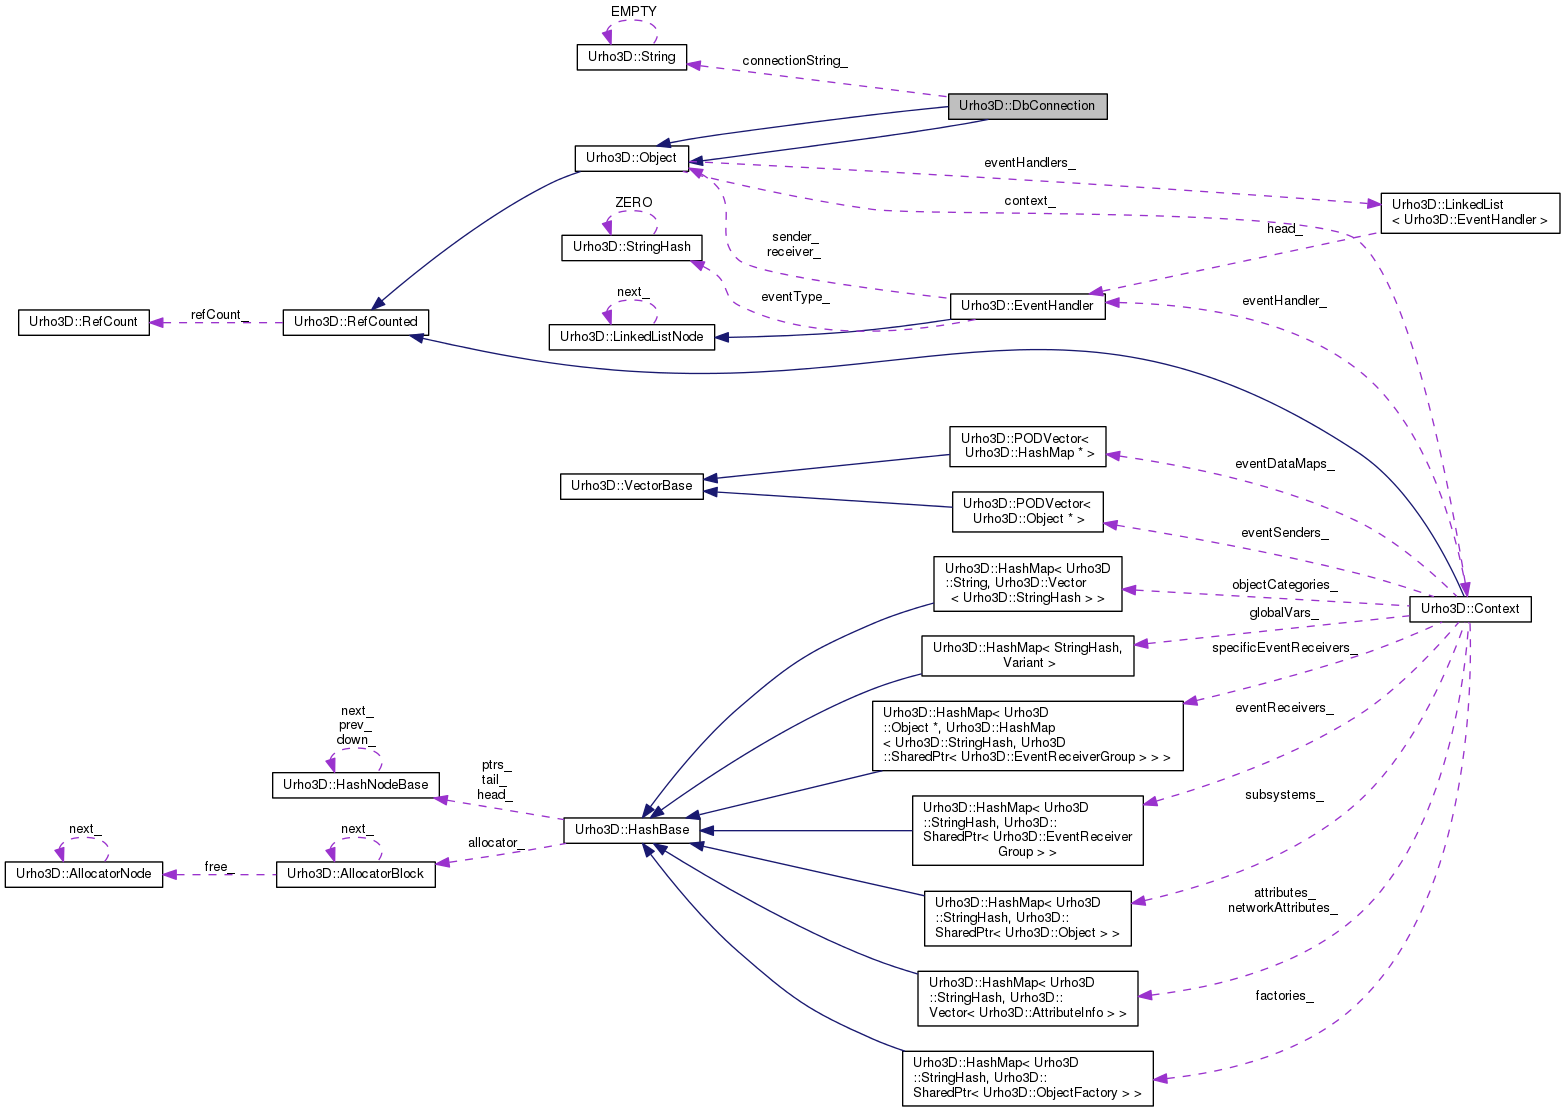 EMPTY
Urho3D::String
connectionString_
Urho3D::DbConnection
Urho3D::Object
eventHandlers_
context_
Urho3D::LinkedList
< Urho3D::EventHandler >
ZERO
Urho3D::StringHash
sender_
receiver_
head_
eventType_
next_
Urho3D::LinkedListNode
Urho3D::EventHandler
eventHandler_
Urho3D::RefCount
refCount_
Urho3D::RefCounted
Urho3D::PODVector<
Urho3D::HashMap * >
eventDataMaps_
Urho3D::VectorBase
Urho3D::PODVector<
Urho3D::Object * >
eventSenders_
Urho3D::HashMap< Urho3D
::String, Urho3D::Vector
< Urho3D::StringHash > >
objectCategories_
Urho3D::Context
globalVars_
Urho3D::HashMap< StringHash,
Variant >
specificEventReceivers_
Urho3D::HashMap< Urho3D
::Object *, Urho3D::HashMap
< Urho3D::StringHash, Urho3D
::SharedPtr< Urho3D::EventReceiverGroup > > >
eventReceivers_
next_
prev_
down_
Urho3D::HashNodeBase
ptrs_
tail_
head_
Urho3D::HashBase
Urho3D::HashMap< Urho3D
::StringHash, Urho3D::
SharedPtr< Urho3D::EventReceiver
Group > >
subsystems_
next_
Urho3D::AllocatorNode
free_
next_
Urho3D::AllocatorBlock
allocator_
Urho3D::HashMap< Urho3D
::StringHash, Urho3D::
SharedPtr< Urho3D::Object > >
attributes_
networkAttributes_
Urho3D::HashMap< Urho3D
::StringHash, Urho3D::
Vector< Urho3D::AttributeInfo > >
factories_
Urho3D::HashMap< Urho3D
::StringHash, Urho3D::
SharedPtr< Urho3D::ObjectFactory > >